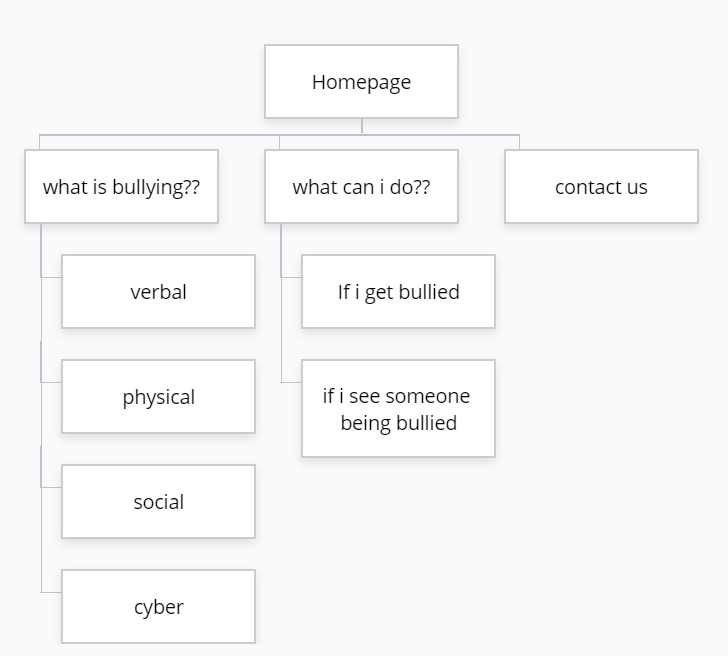 Homepage
what is bullying??
what can i do??
contact us
verbal
If i get bullied
physical
if i see someone
being bullied
social
cyber